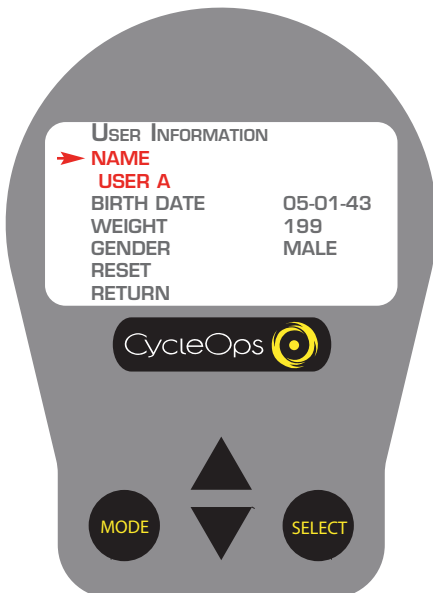 USER INFORMATION
NAME
USER A
BIRTH DATE 05-01-43
WEIGHT 199
GENDER MALE
RESET
RETURN
CycleOps
MODE SELECT